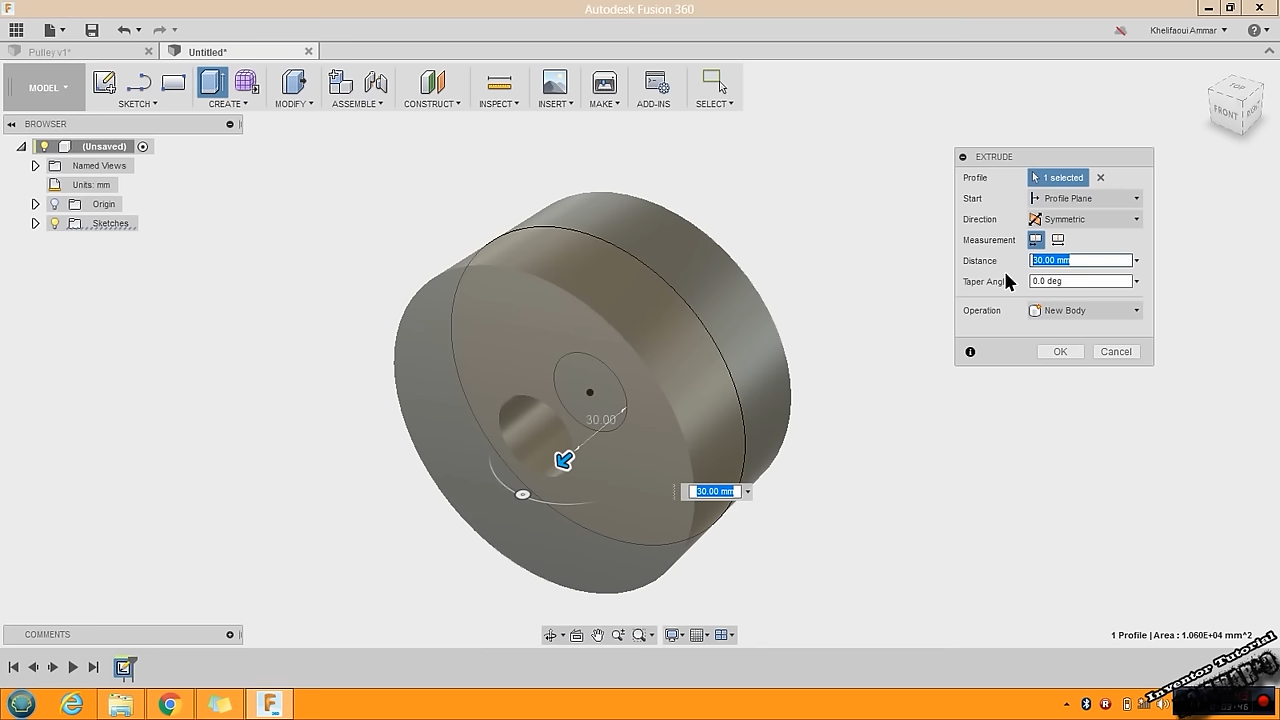 Autodesk Fusion 360
Khelifaoui Ammar
Pulley v1*
Untitled*
MODEL
SKETCH
CREATE
MODIFY
ASSEMBLE
CONSTRUCT
INSPECT
INSERT
MAKE
ADD-INS
SELECT
TOP
FRONT
RIGHT
BROWSER
(Unsaved)
Named Views
Units: mm
Origin
Sketches
EXTRUDE
Profile
1 selected
Start
Profile Plane
Direction
Symmetric
Measurement
Distance
30.00 mm
Taper Angl
0.0 deg
Operation
New Body
OK
Cancel
30.00
30.00 mm
COMMENTS
1 Profile | Area : 1.060E+04 mm^2
Inventor Tutorial